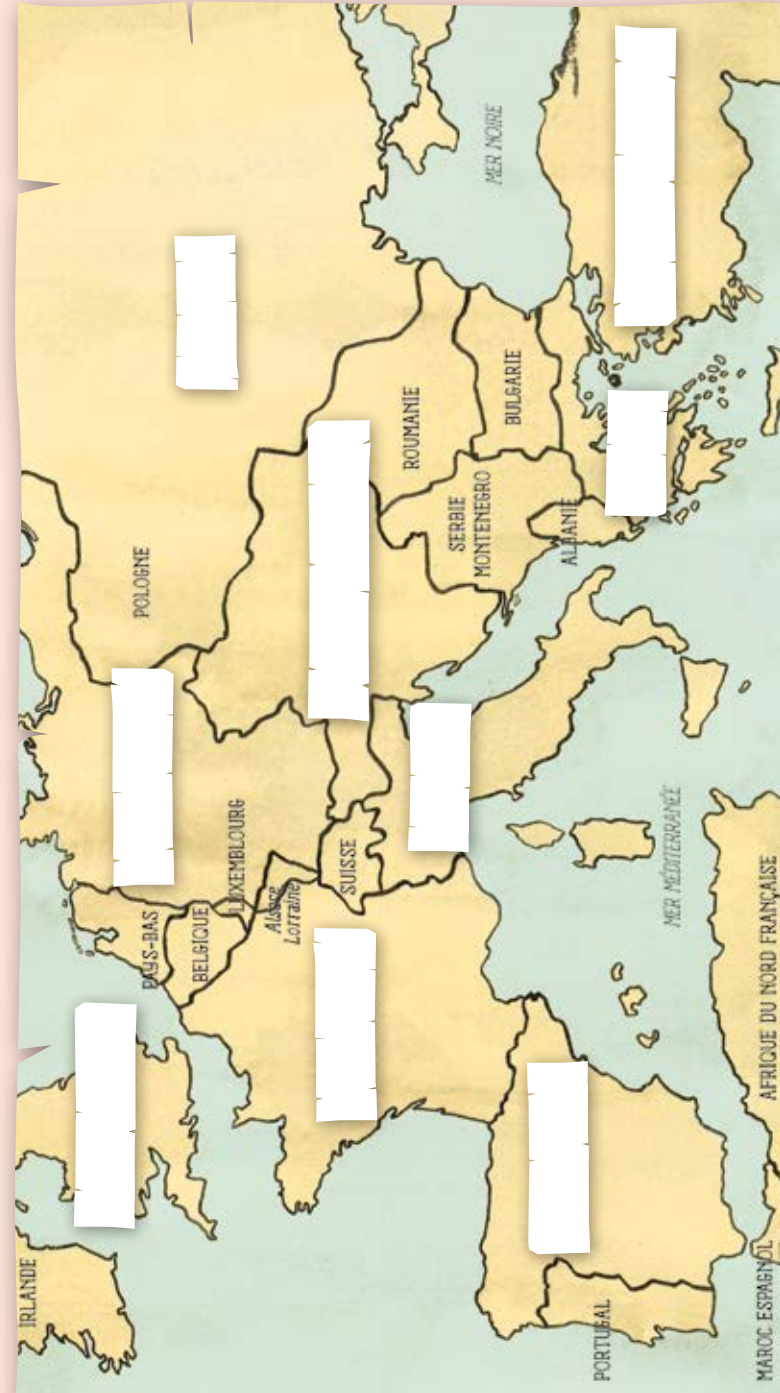 IRLANDE
PAYS-BAS
BELGIQUE
LUXEMBLOURG
Alsace
Lorraine
POLOGNE
SUISSE
ROUMANIE
SERBIE
MONTENEGRO
BULGARIE
ALBANIE
MER NOIRE
PORTUGAL
MER MÉDITERRANÉE
MAROC ESPAGNOL
AFRIQUE DU NORD FRANÇAISE